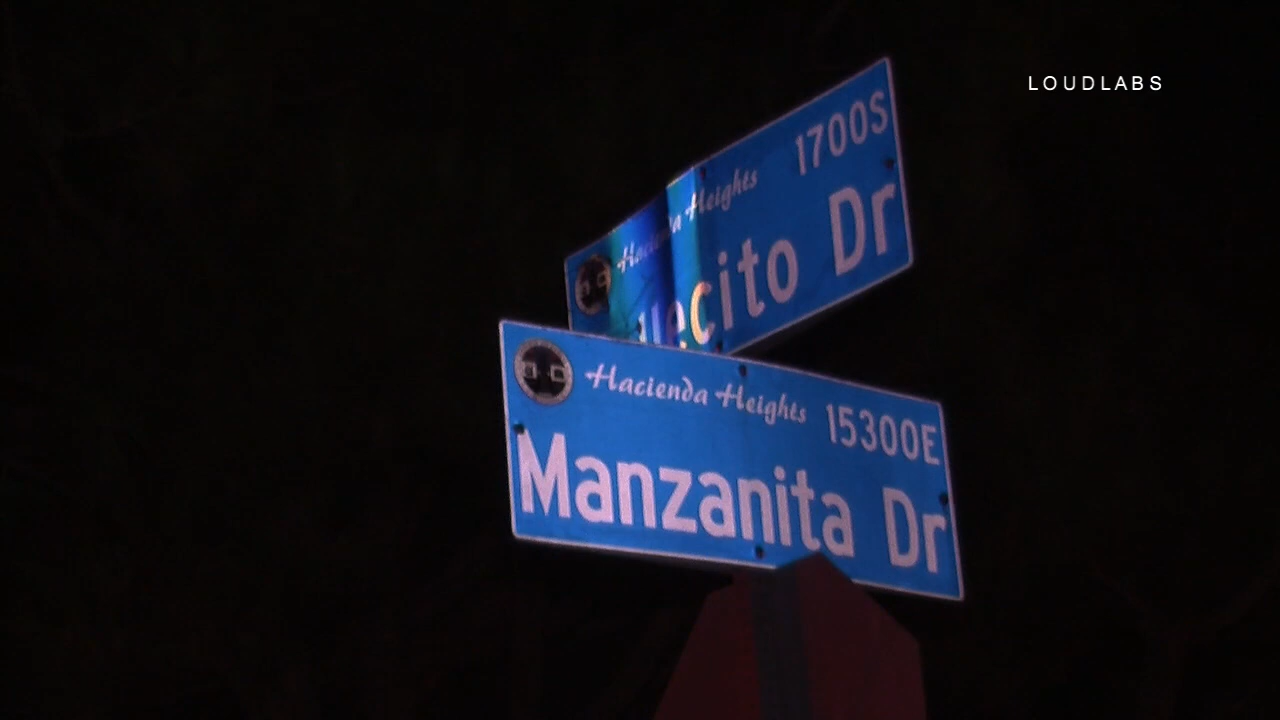 LOUDLABS
1700S
Hacienda Heights
Dr
Hacienda Heights
15300E
Manzanita Dr